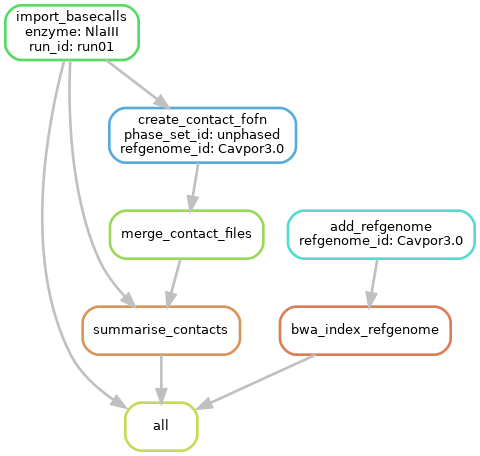 import_basecalls
enzyme: NlaIII
run_id: run01
create_contact_fofn
phase_set_id: unphased
refgenome_id: Cavpor3.0
merge_contact_files
add_refgenome
refgenome_id: Cavpor3.0
summarise_contacts
bwa_index_refgenome
all